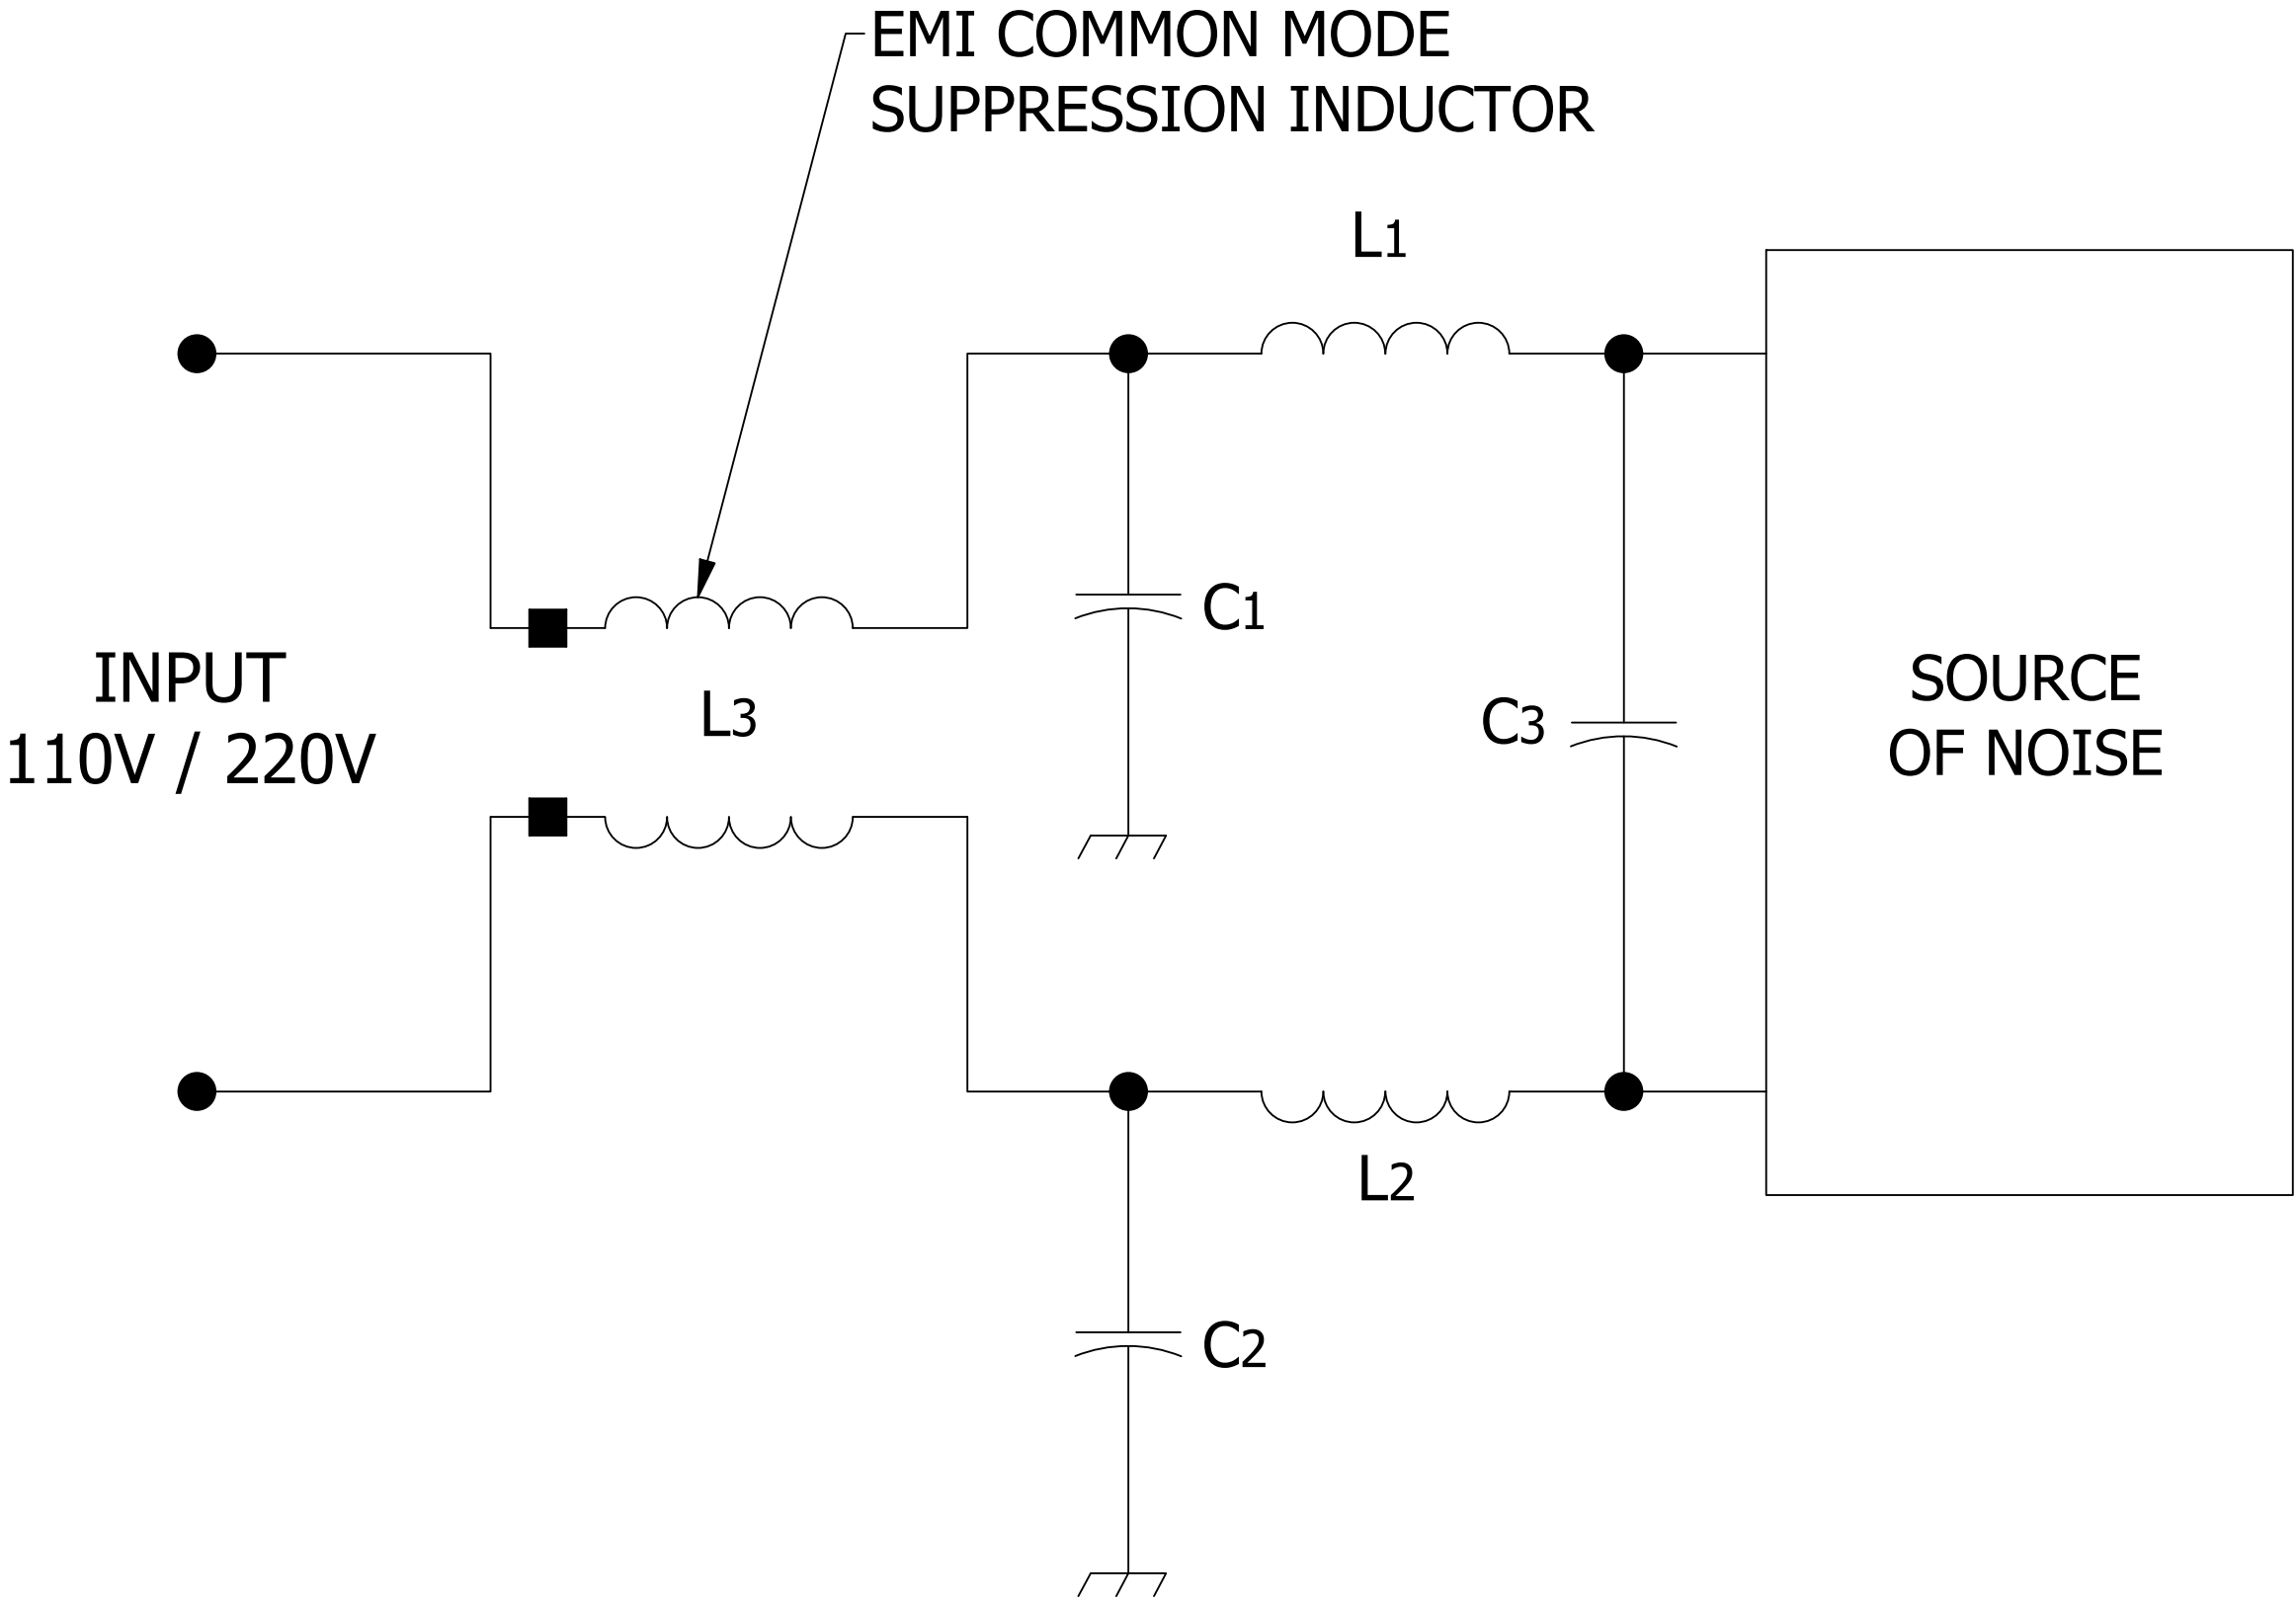 EMI COMMON MODE
SUPPRESSION INDUCTOR
L1
C1
INPUT
110V / 220V
L3
C3
SOURCE
OF NOISE
L2
C2